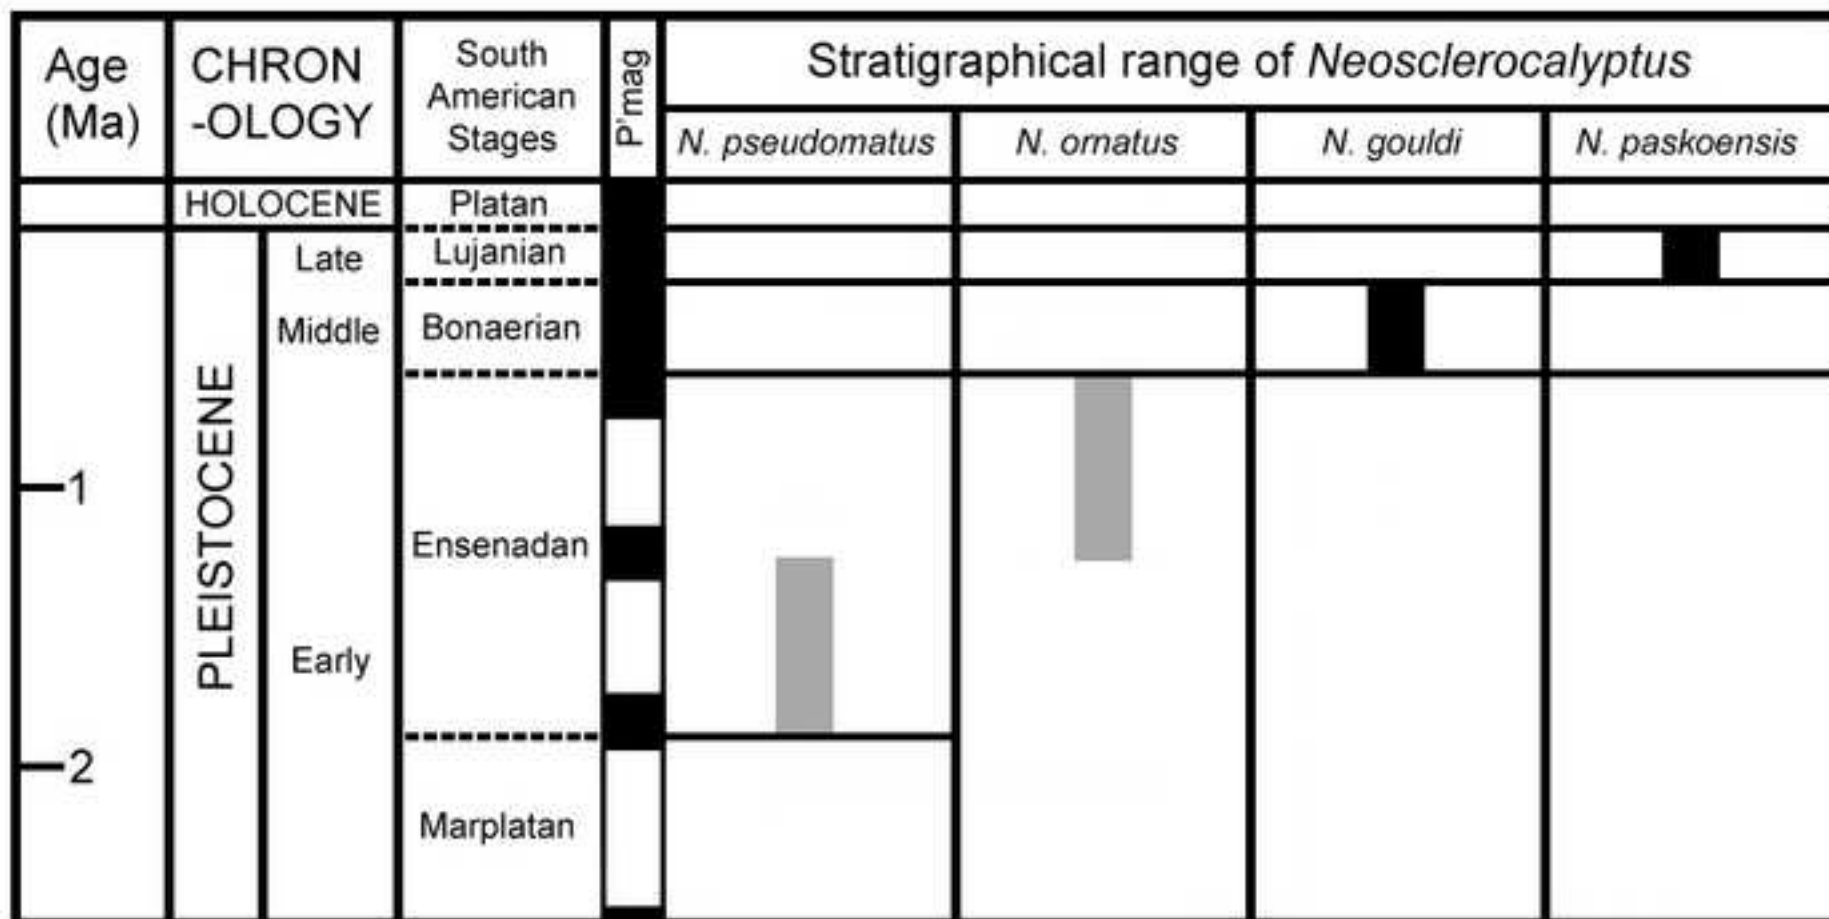 Age
(Ma)
CHRON
-OLOGY
South
American
Stages
P'mag
Stratigraphical range of Neosclerocalyptus
N. pseudomatus
N. ornatus
N. gouldi
N. paskoensis
HOLOCENE
Platan
Late
Lujanian
Middle
Bonaerian
PLEISTOCENE
1
Ensenadan
Early
2
Marplatan